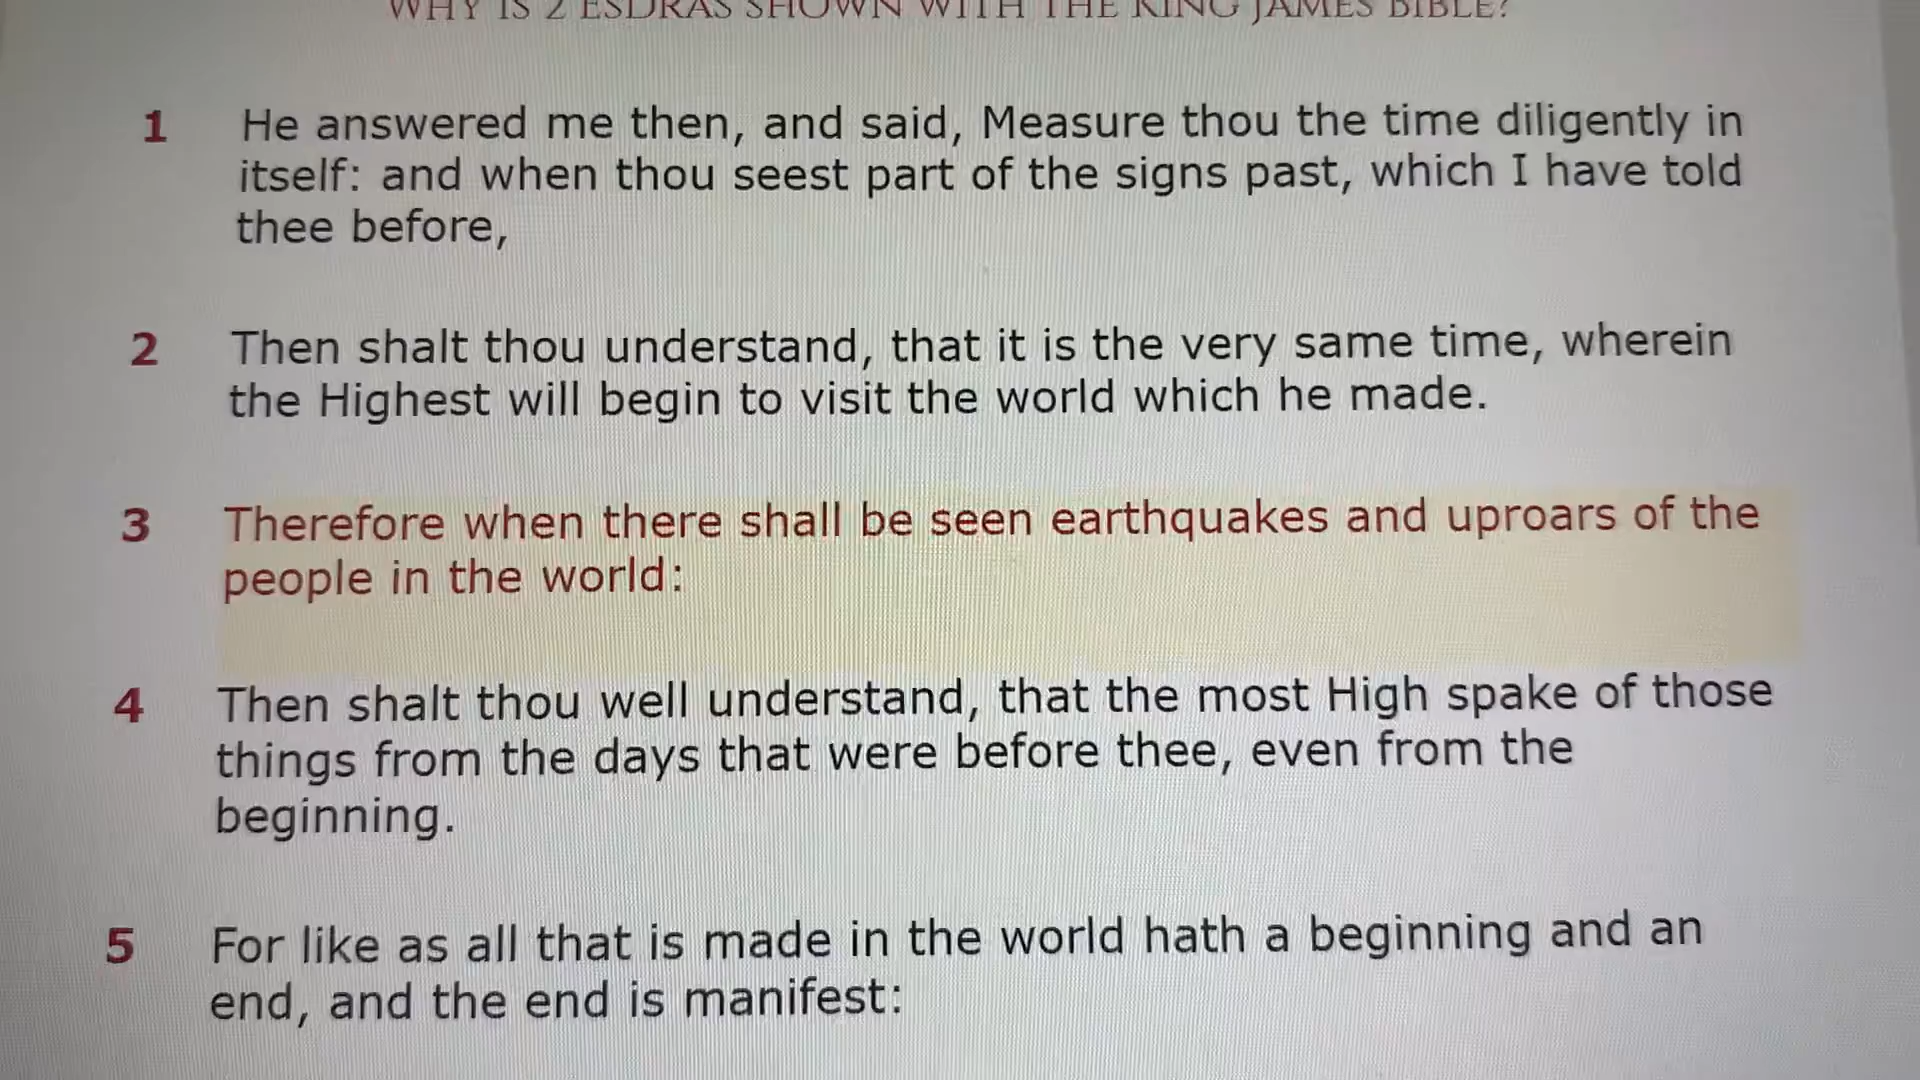 WHY IS 2 ESDRAS SHOWN WITH THE KING JAMES BIBLE?
1 He answered me then, and said, Measure thou the time diligently in
itself: and when thou seest part of the signs past, which I have told
thee before,
2 Then shalt thou understand, that it is the very same time, wherein
the Highest will begin to visit the world which he made.
3 Therefore when there shall be seen earthquakes and uproars of the
people in the world:
4 Then shalt thou well understand, that the most High spake of those
things from the days that were before thee, even from the
beginning.
5 For like as all that is made in the world hath a beginning and an
end, and the end is manifest: